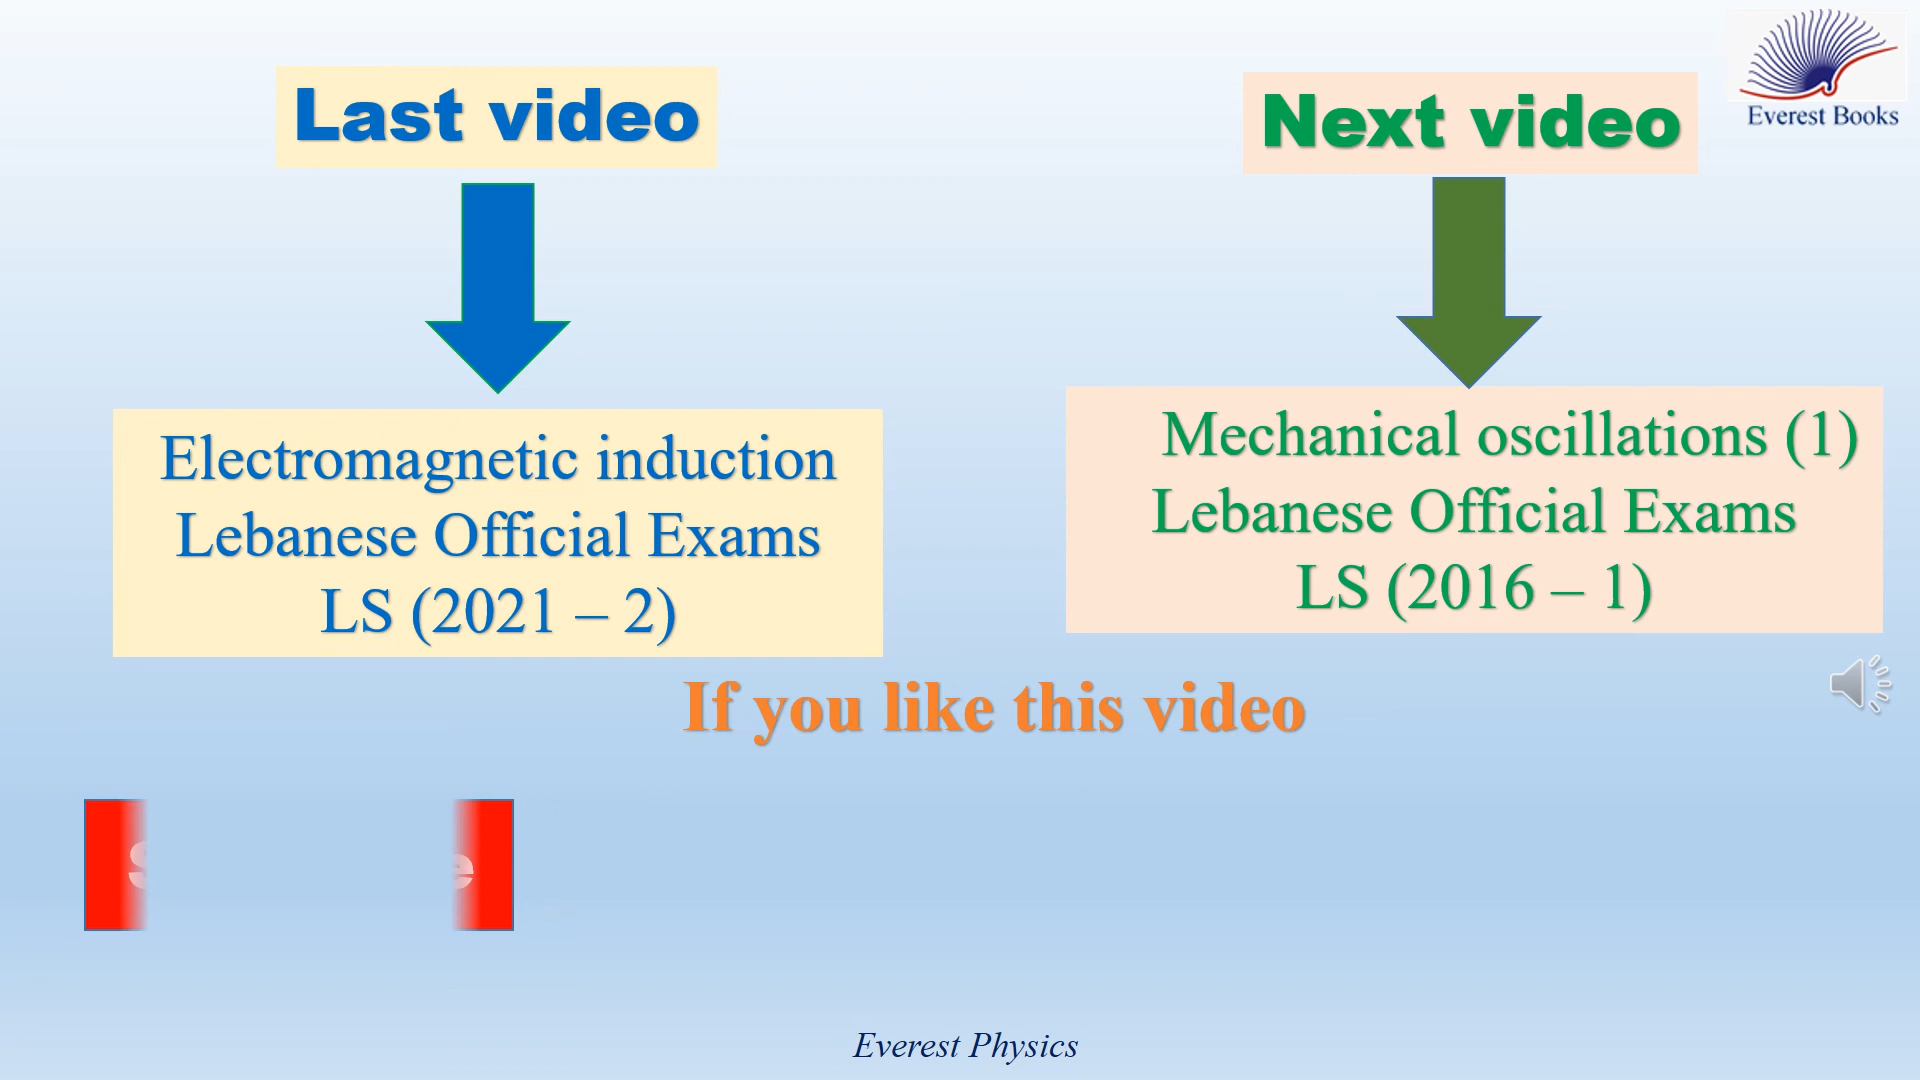 Last video
Next video
Everest Books
Electromagnetic induction
Lebanese Official Exams
LS (2021 – 2)
Mechanical oscillations (1)
Lebanese Official Exams
LS (2016 – 1)
If you like this video
Everest Physics